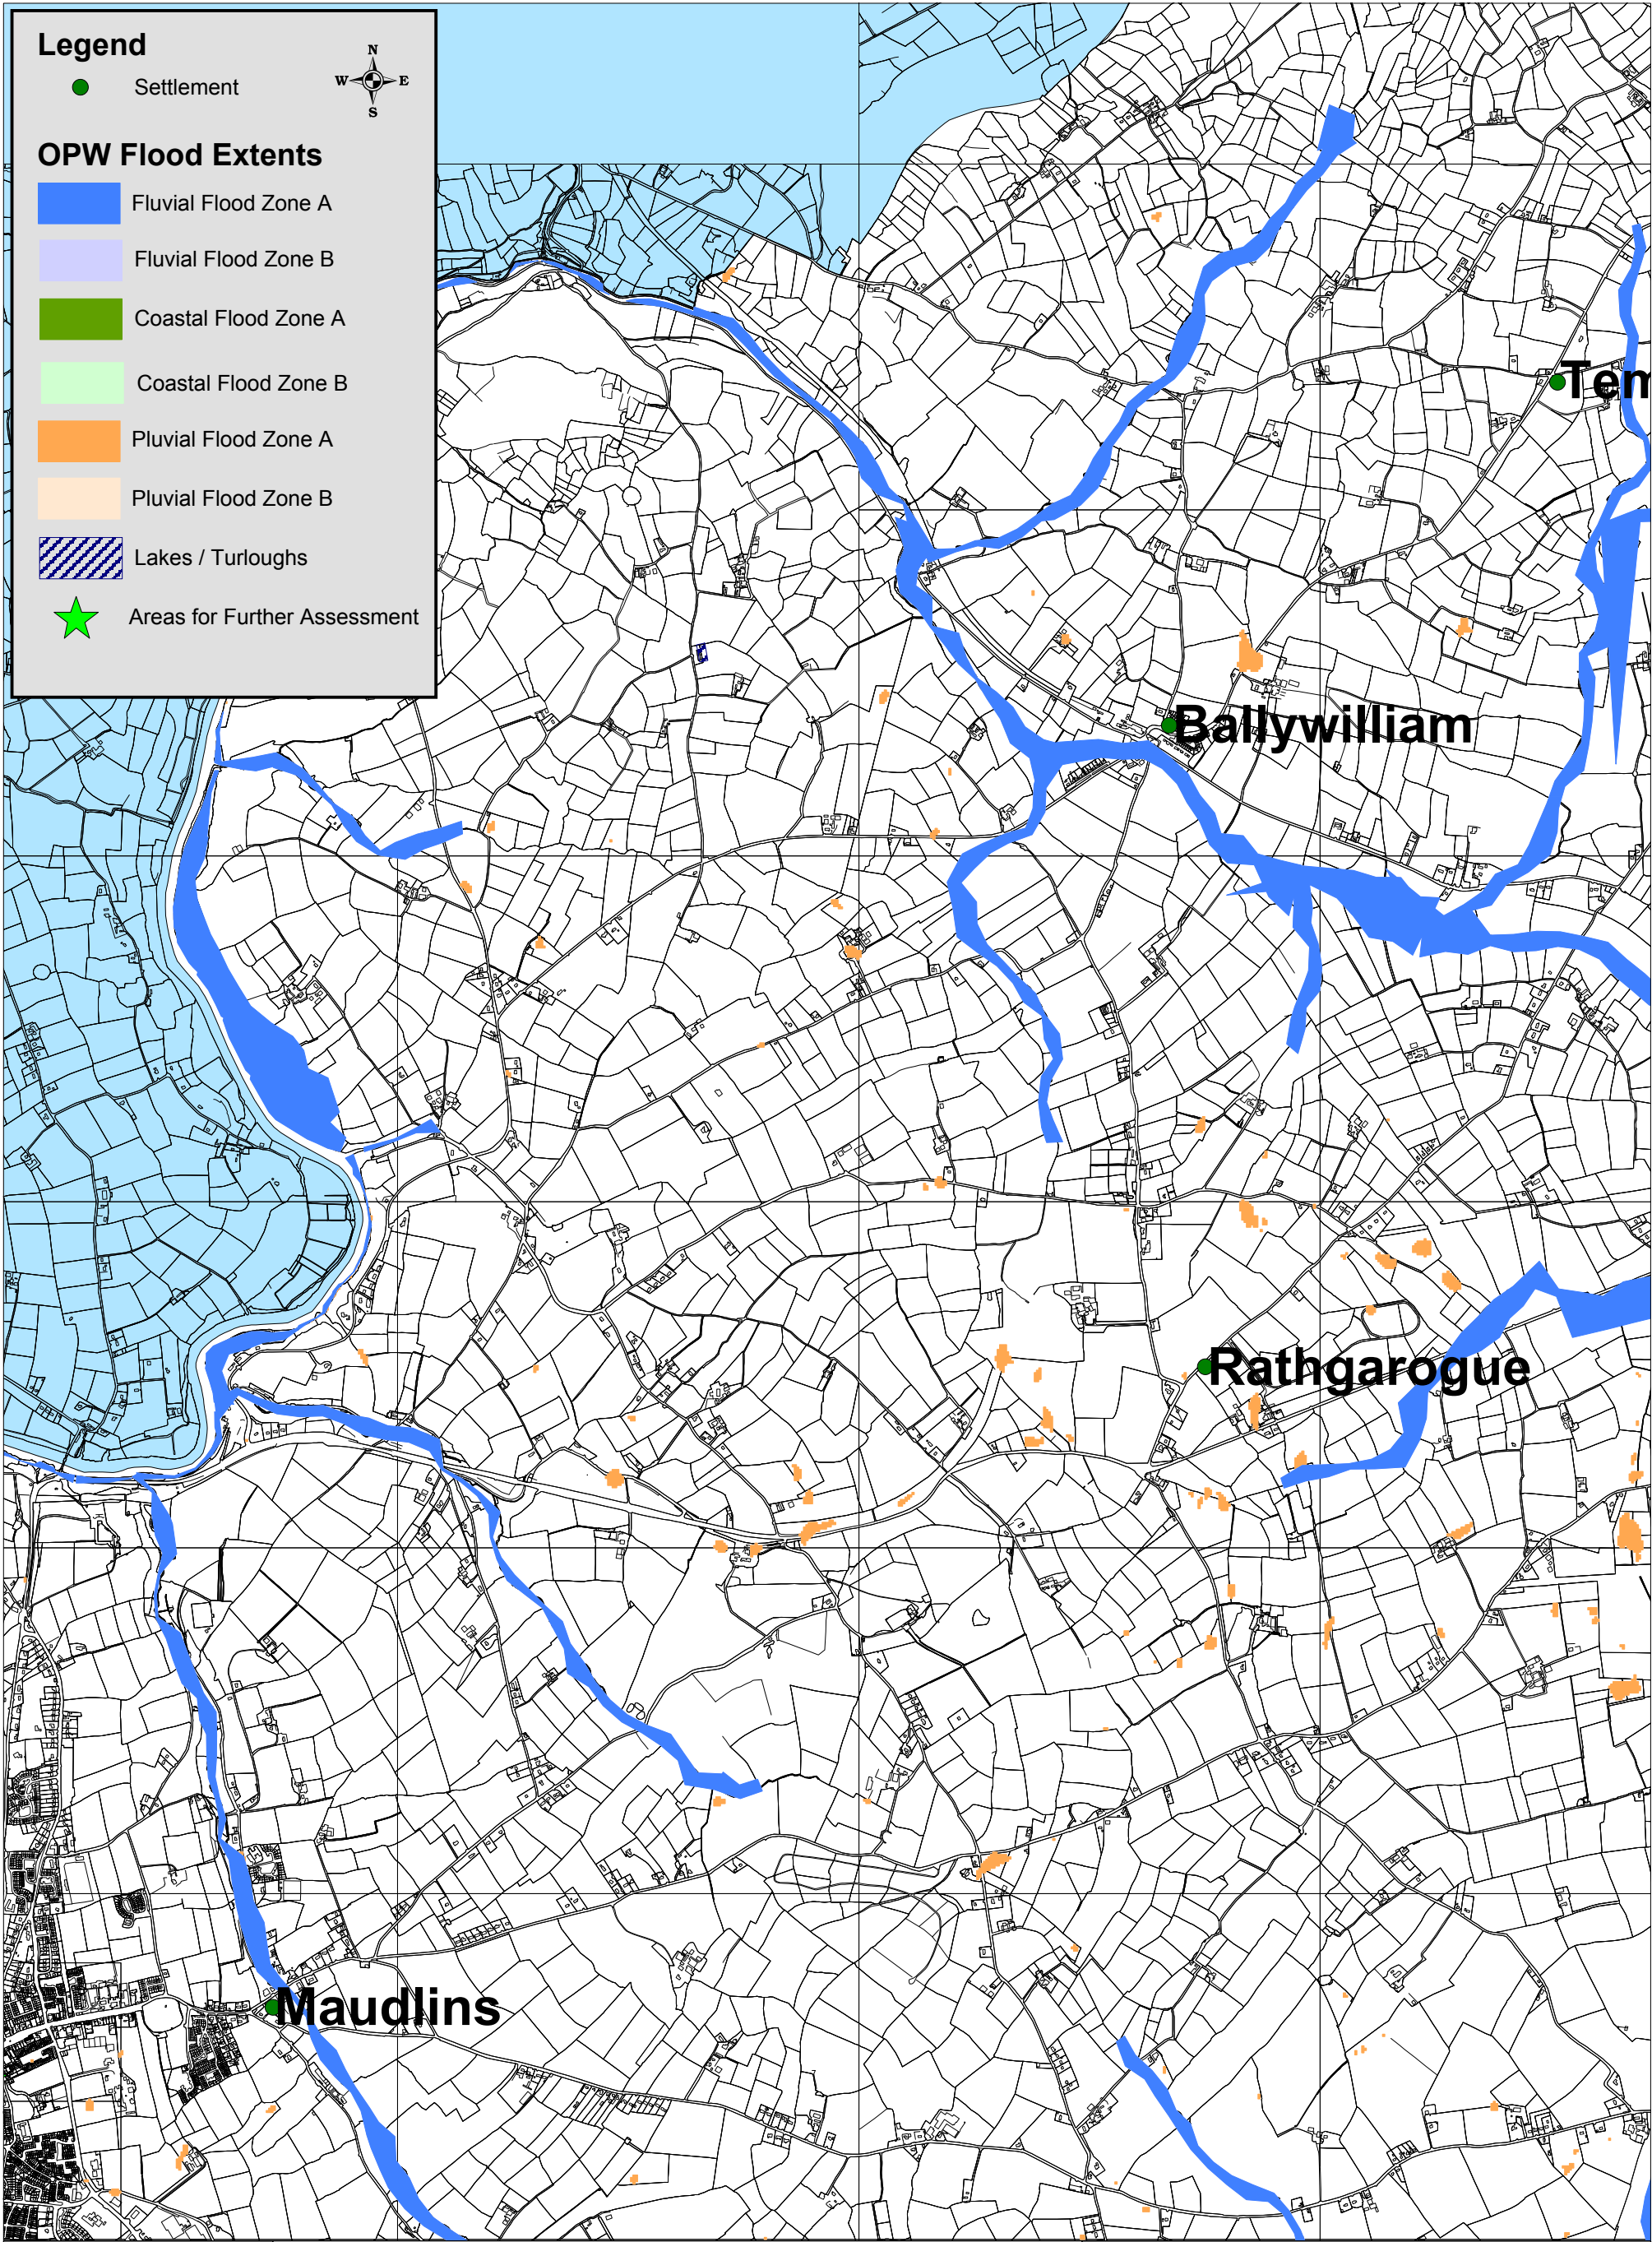 Legend
N
W E
S
Settlement
OPW Flood Extents
Fluvial Flood Zone A
Fluvial Flood Zone B
Coastal Flood Zone A
Coastal Flood Zone B
Pluvial Flood Zone A
Pluvial Flood Zone B
Lakes / Turloughs
Areas for Further Assessment
Tem
Ballywilliam
Rathgarogue
Maudlins